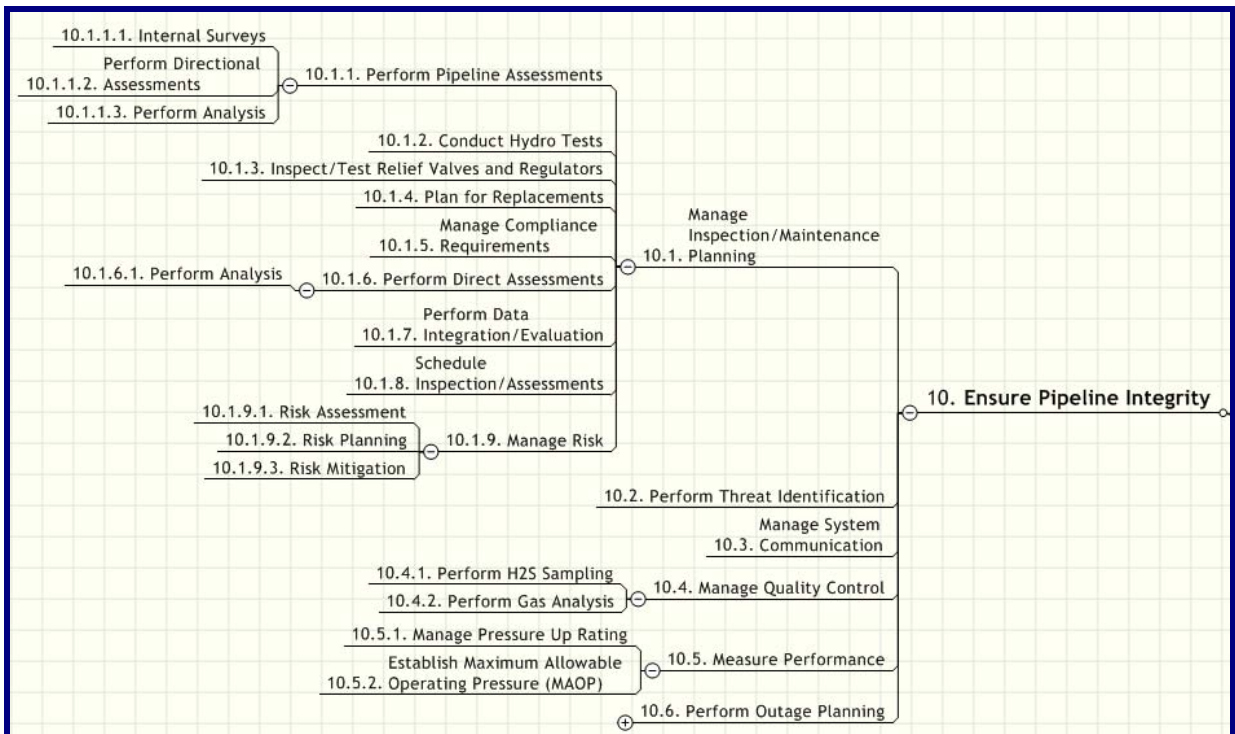 10.1.1.1. Internal Surveys
Perform Directional
10.1.1.2. Assessments
10.1.1.3. Perform Analysis
10.1.1. Perform Pipeline Assessments
10.1.2. Conduct Hydro Tests
10.1.3. Inspect/Test Relief Valves and Regulators
10.1.4. Plan for Replacements
Manage Compliance
10.1.5. Requirements
10.1.6.1. Perform Analysis
10.1.6. Perform Direct Assessments
Perform Data
10.1.7. Integration/Evaluation
Schedule
10.1.8. Inspection/Assessments
10.1.9.1. Risk Assessment
10.1.9.2. Risk Planning
10.1.9.3. Risk Mitigation
10.1.9. Manage Risk
Manage
Inspection/Maintenance
10.1. Planning
10. Ensure Pipeline Integrity
10.2. Perform Threat Identification
Manage System
10.3. Communication
10.4.1. Perform H2S Sampling
10.4.2. Perform Gas Analysis
10.4. Manage Quality Control
10.5.1. Manage Pressure Up Rating
Establish Maximum Allowable
10.5.2. Operating Pressure (MAOP)
10.5. Measure Performance
10.6. Perform Outage Planning